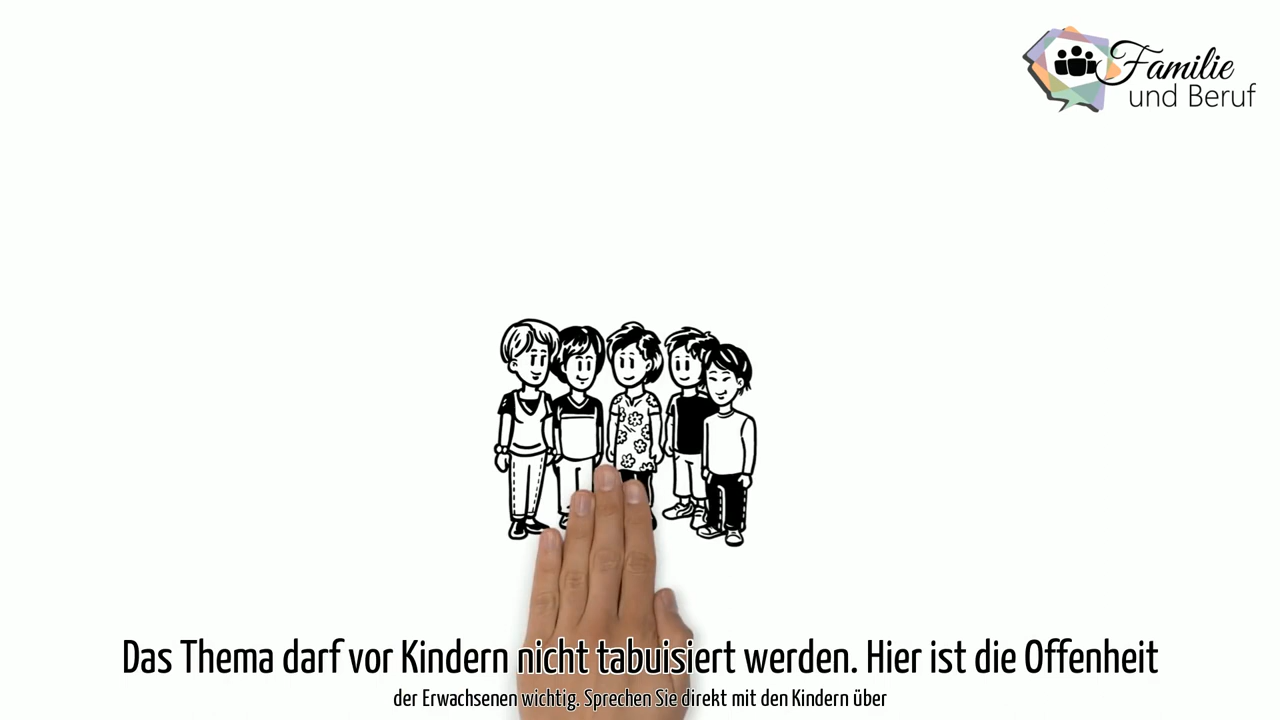 Familie
und Beruf
Das Thema darf vor Kindern nicht tabuisiert werden. Hier ist die Offenheit
der Erwachsenen wichtig. Sprechen Sie direkt mit den Kindern über